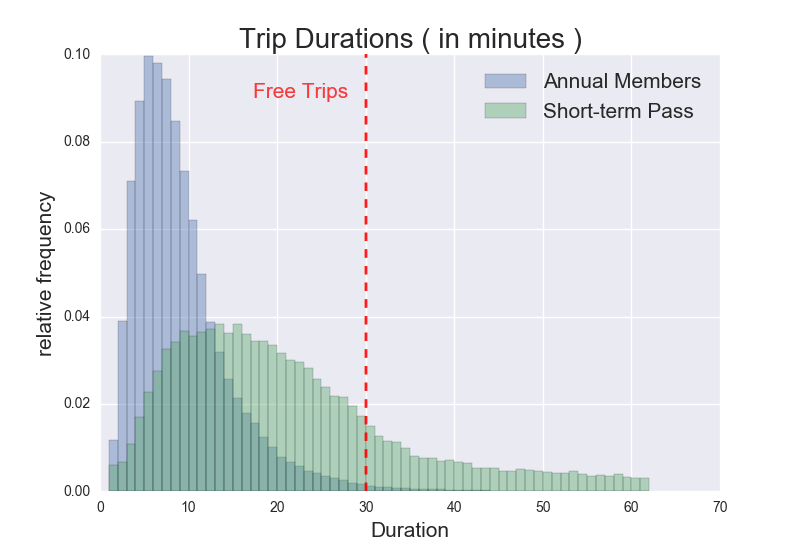 Trip Durations ( in minutes )
0.10
0.08
0.06
0.04
0.02
0.00
relative frequency
Free Trips
Annual Members
Short-term Pass
0 10 20 30 40 50 60 70
Duration